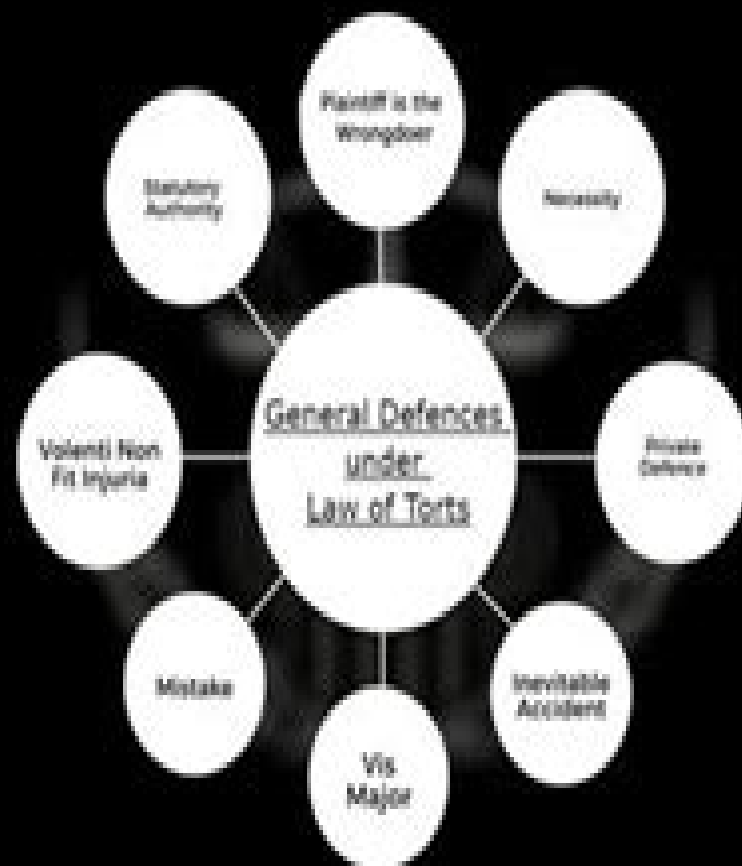 Plaintiff is the
Wrongdoer
Statutory
Authority
Necessity
General Defences
under
Law of Torts
Volenti Non
Fit Injuria
Private
Defence
Mistake
Inevitable
Accident
Vis
Major